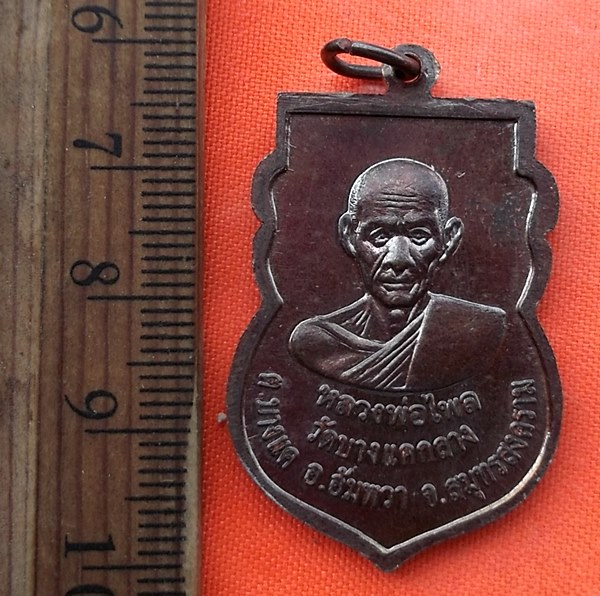 6
7
8
9
10
หลวงพ่อไพล
วัดบางแคกลาง
ต.บางแค อ.อัมพวา จ.สมุทรสงคราม